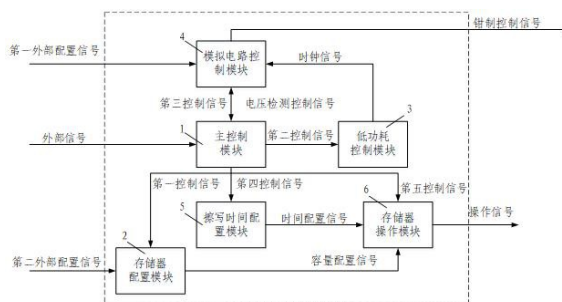 钳制控制信号
第一外部配置信号
4
模拟电路控
制模块
时钟信号
第三控制信号
电压检测控制信号
3
外部信号
1
主控制
模块
第二控制信号
低功耗
控制模块
第一控制信号
第四控制信号
第五控制信号
5
擦写时间配
置模块
时间配置信号
6
存储器
操作模块
操作信号
2
第二外部配置信号
存储器
配置模块
容量配置信号